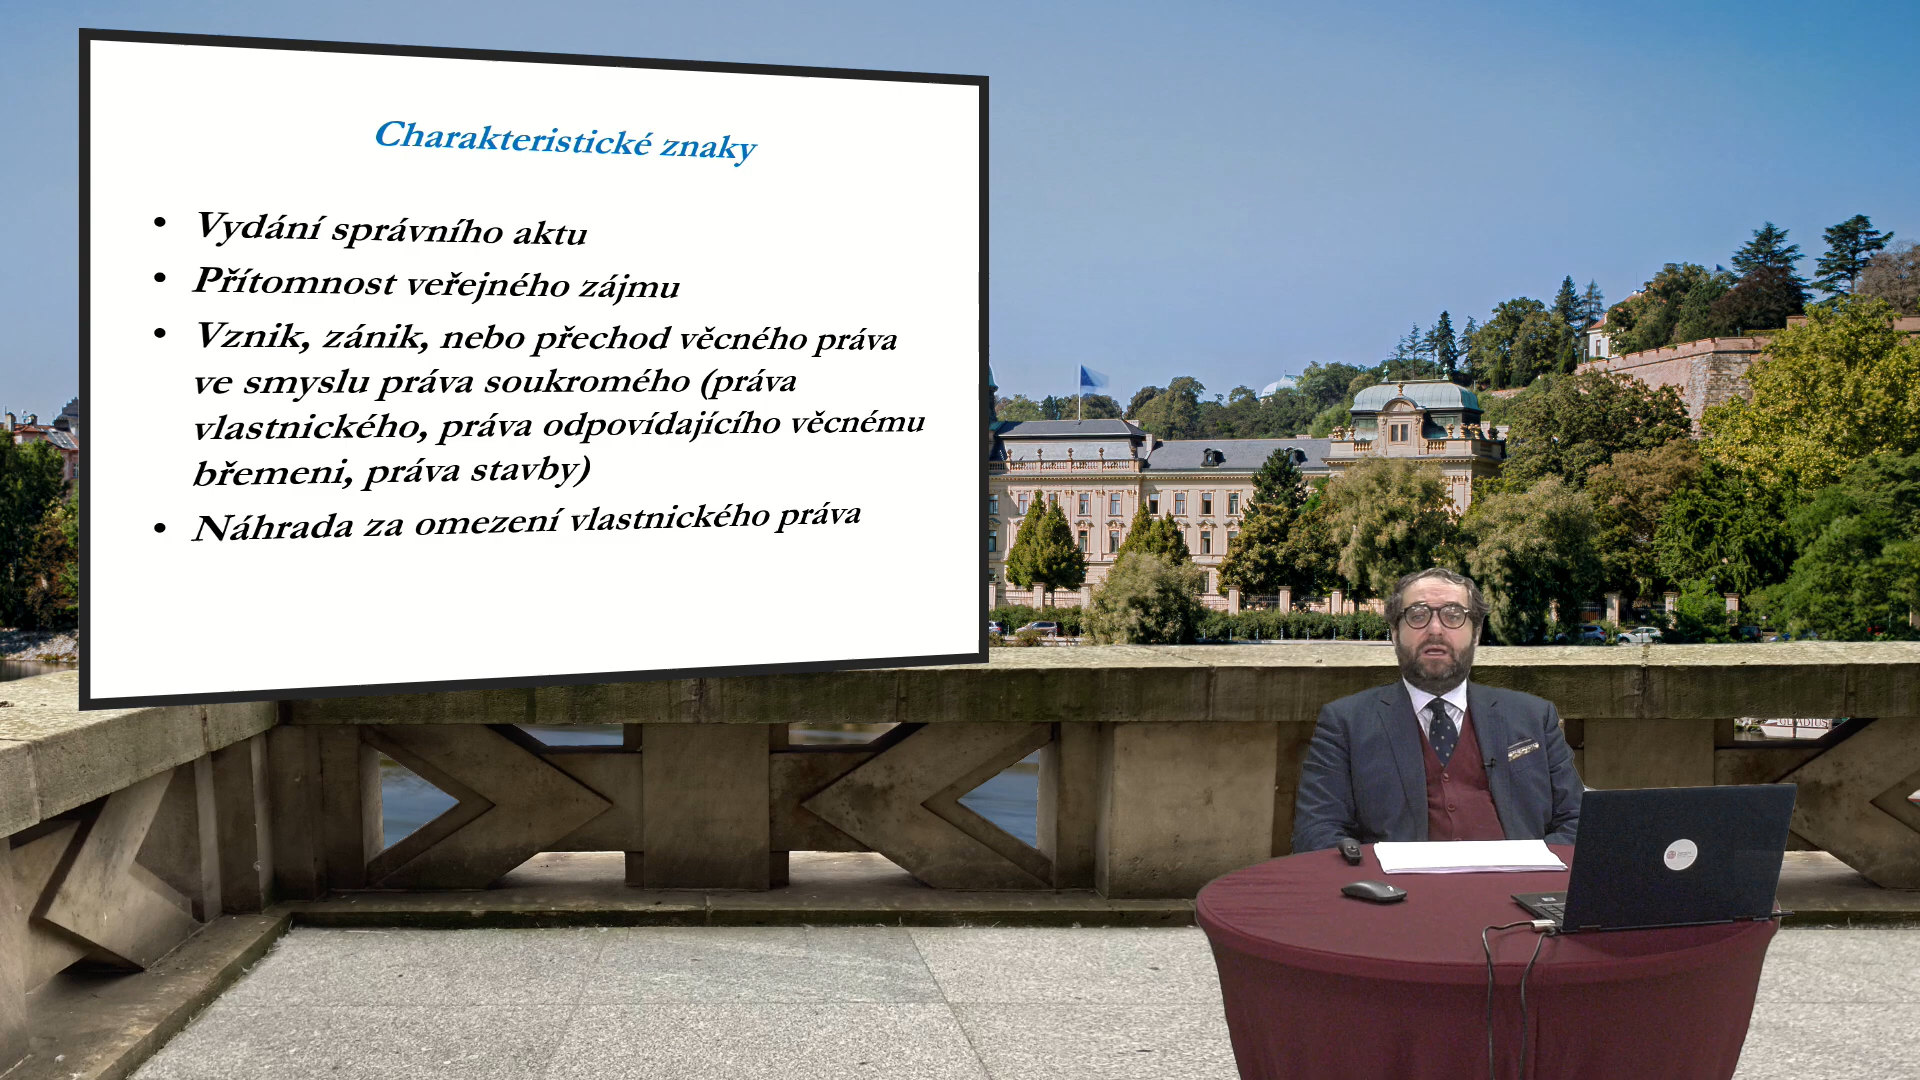 Charakteristické znaky
• Vydání správního aktu
• Přítomnost veřejného zájmu
• Vznik, zánik, nebo přechod věcného práva
ve smyslu práva soukromého (práva
vlastnického, práva odpovídajícího věcnému
břemeni, práva stavby)
• Náhrada za omezení vlastnického práva
GLADIUS